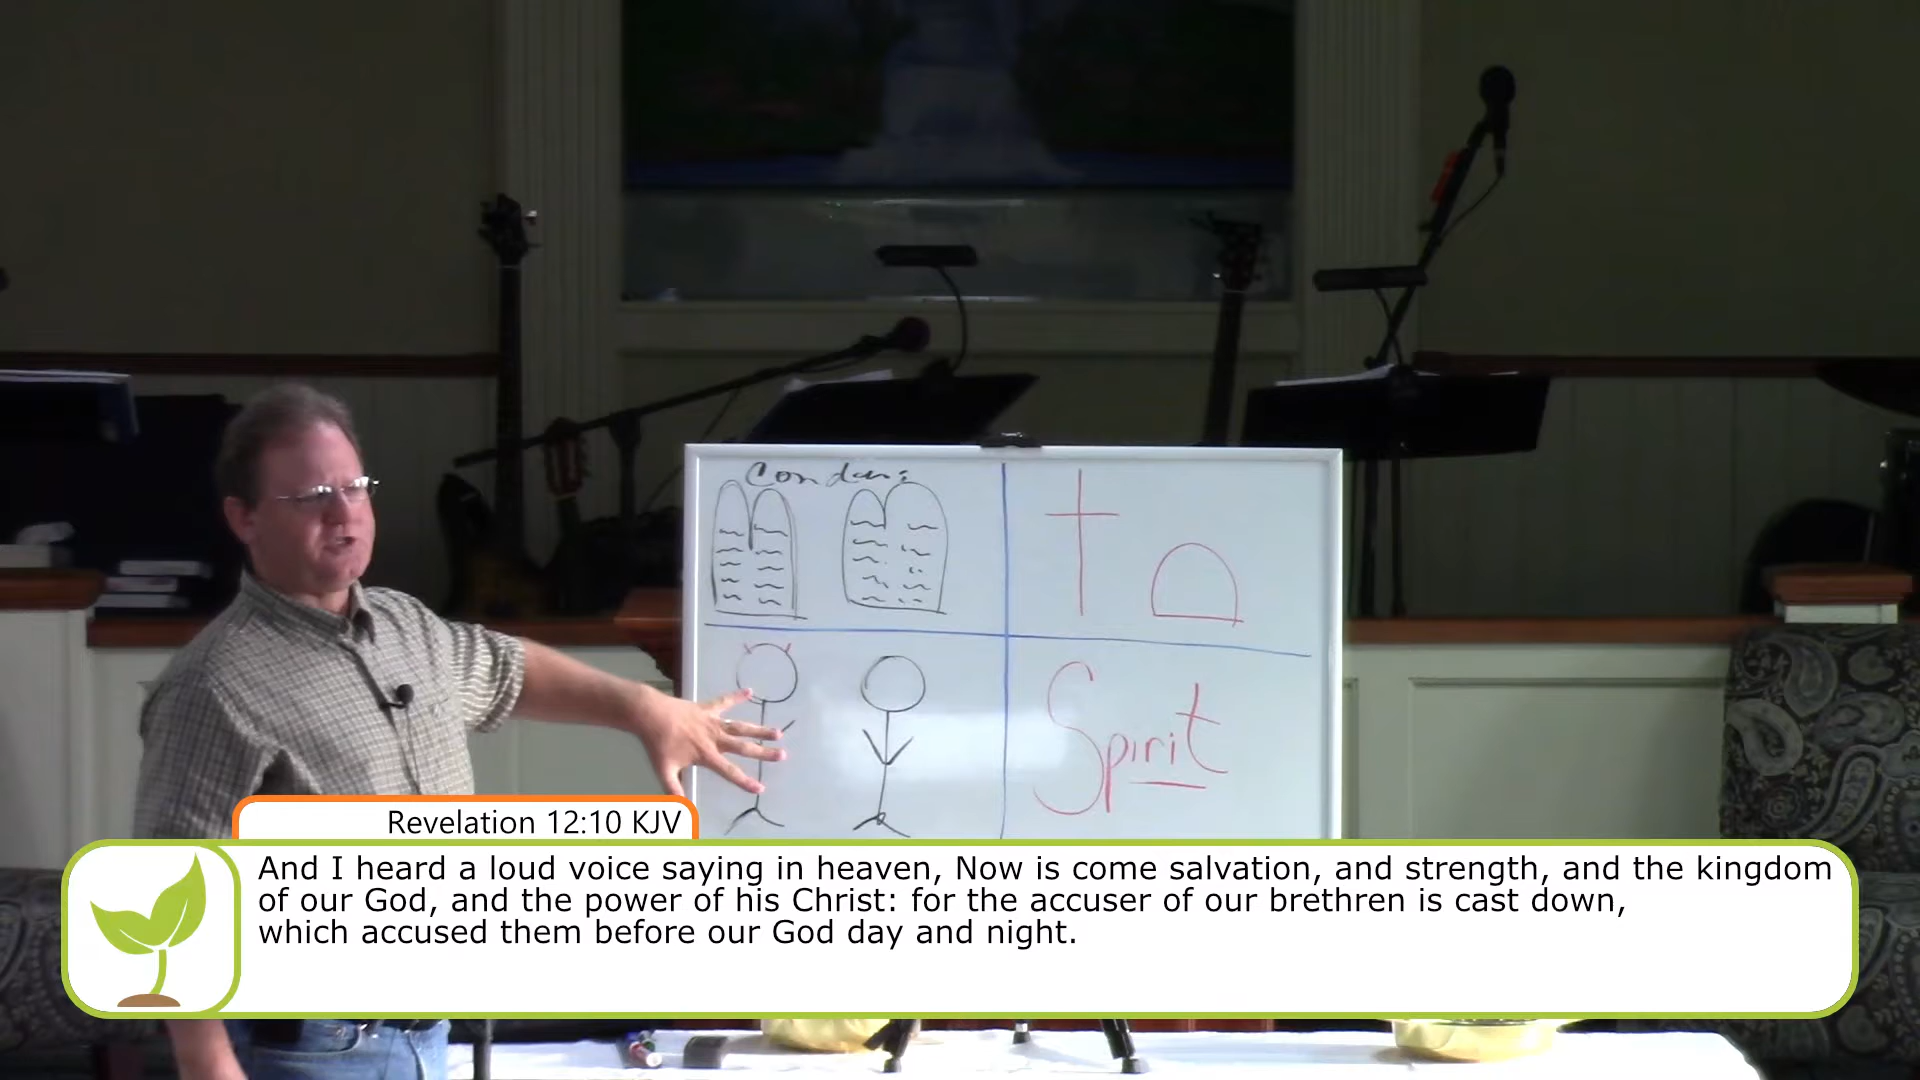 Spirit
Revelation 12:10 KJV
And I heard a loud voice saying in heaven, Now is come salvation, and strength, and the kingdom
of our God, and the power of his Christ: for the accuser of our brethren is cast down,
which accused them before our God day and night.